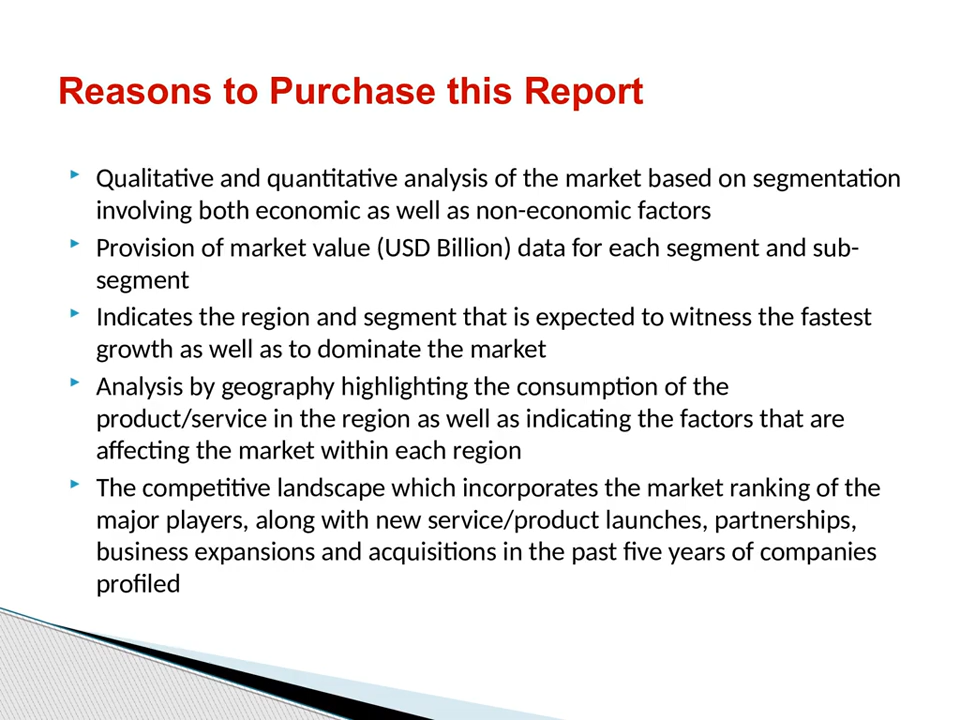 Reasons to Purchase this Report
Qualitative and quantitative analysis of the market based on segmentation
involving both economic as well as non-economic factors
Provision of market value (USD Billion) data for each segment and sub-
segment
Indicates the region and segment that is expected to witness the fastest
growth as well as to dominate the market
Analysis by geography highlighting the consumption of the
product/service in the region as well as indicating the factors that are
affecting the market within each region
The competitive landscape which incorporates the market ranking of the
major players, along with new service/product launches, partnerships,
business expansions and acquisitions in the past five years of companies
profiled